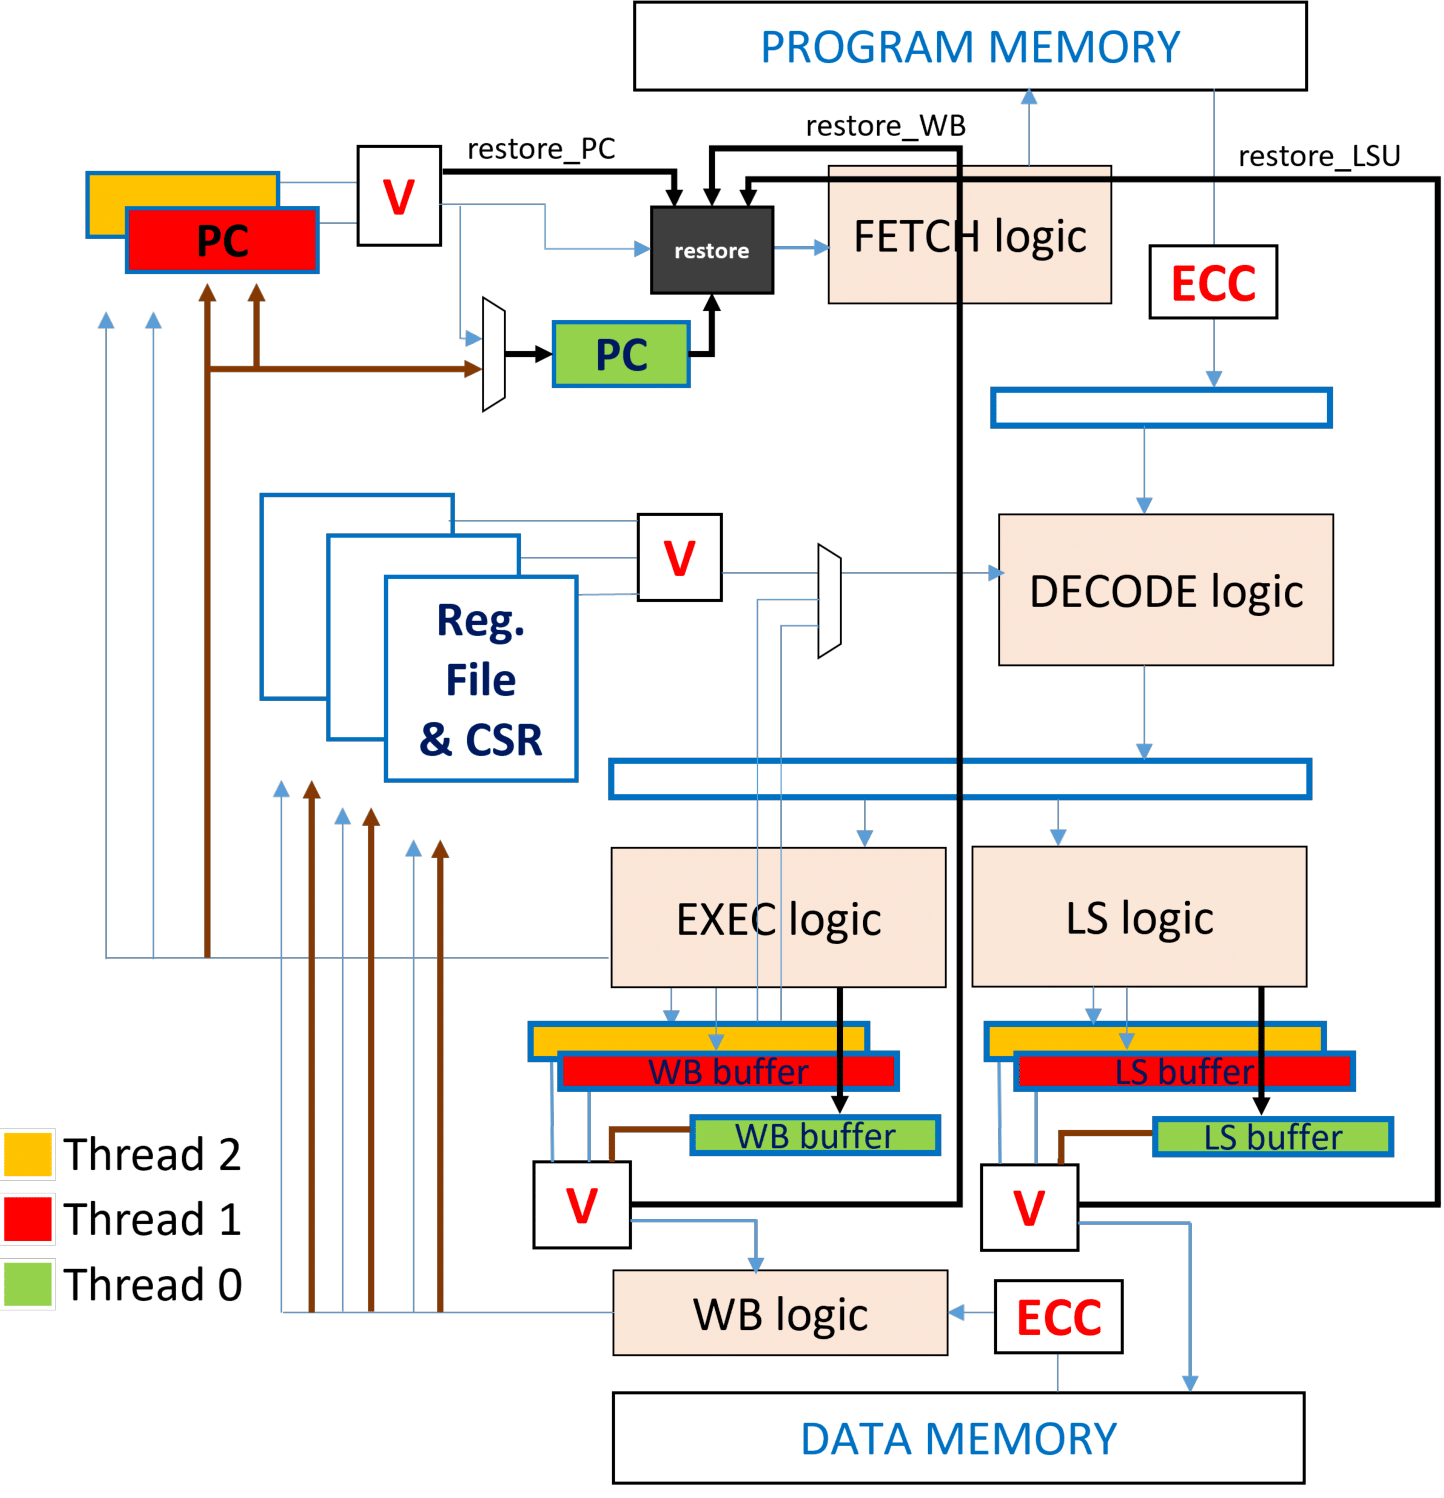 PROGRAM MEMORY
restore_WB
restore_PC
restore_LSU
V
PC
restore
FETCH logic
ECC
PC
V
DECODE logic
Reg.
File
& CSR
EXEC logic
LS logic
WB buffer
LS buffer
WB buffer
LS buffer
Thread 2
Thread 1
Thread 0
V
V
WB logic
ECC
DATA MEMORY